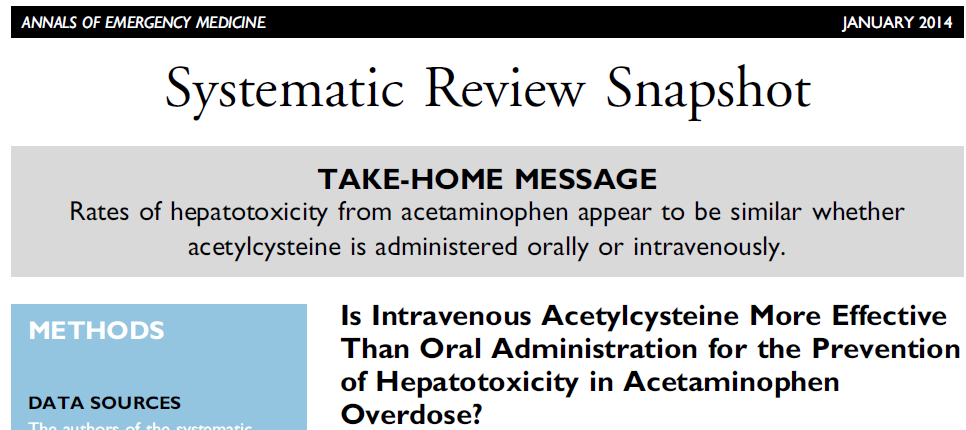 ANNALS OF EMERGENCY MEDICINE JANUARY 2014
Systematic Review Snapshot
TAKE-HOME MESSAGE
Rates of hepatotoxicity from acetaminophen appear to be similar whether
acetylcysteine is administered orally or intravenously.
METHODS
DATA SOURCES
The authors of the systematic
Is Intravenous Acetylcysteine More Effective
Than Oral Administration for the Prevention
of Hepatotoxicity in Acetaminophen
Overdose?